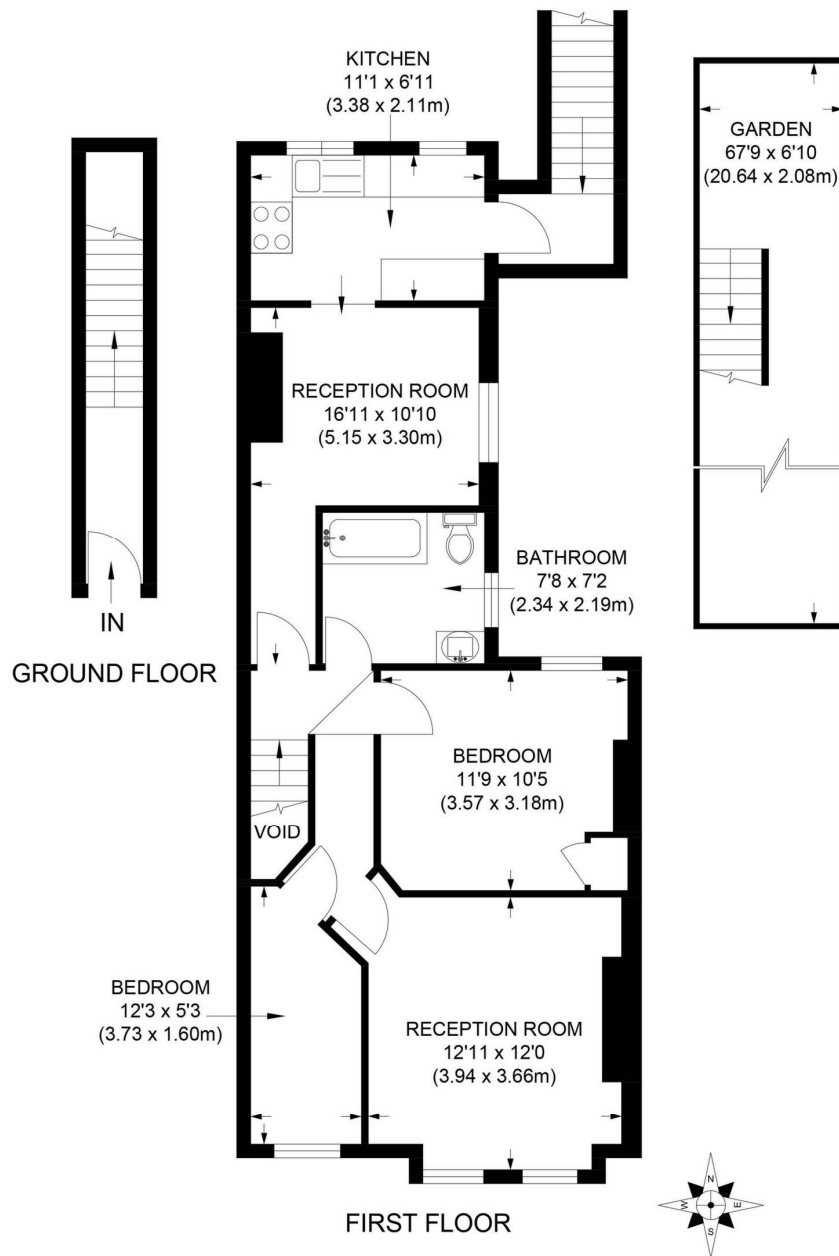 KITCHEN
11'1 x 6'11
(3.38 x 2.11m)
GARDEN
67'9 x 6'10
(20.64 x 2.08m)
RECEPTION ROOM
16'11 x 10'10
(5.15 x 3.30m)
BATHROOM
7'8 x 7'2
(2.34 x 2.19m)
IN
GROUND FLOOR
BEDROOM
11'9 x 10'5
(3.57 x 3.18m)
VOID
BEDROOM
12'3 x 5'3
(3.73 x 1.60m)
RECEPTION ROOM
12'11 x 12'0
(3.94 x 3.66m)
FIRST FLOOR
N
W E
S